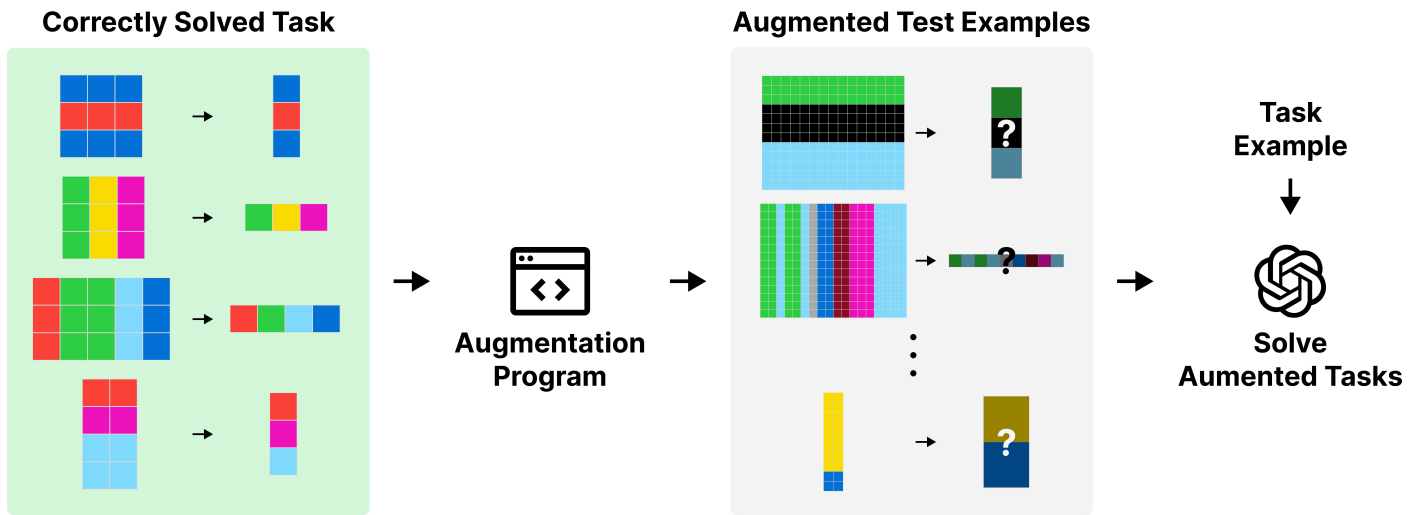 Correctly Solved Task
Augmented Test Examples
?
?
?
Augmentation
Program
Task
Example
Solve
Aumented Tasks